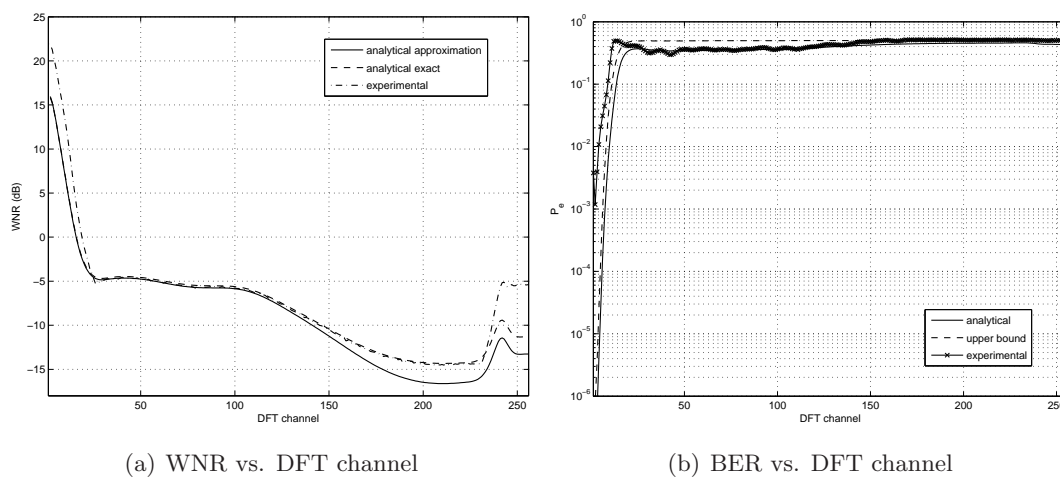 25
20
15
10
5
0
−5
−10
−15
WNR (dB)
50
100
150
200
250
DFT channel
analytical approximation
analytical exact
experimental
(a) WNR vs. DFT channel
10^0
10^−1
10^−2
10^−3
10^−4
10^−5
10^−6
P_e
50
100
150
200
250
DFT channel
analytical
upper bound
experimental
(b) BER vs. DFT channel